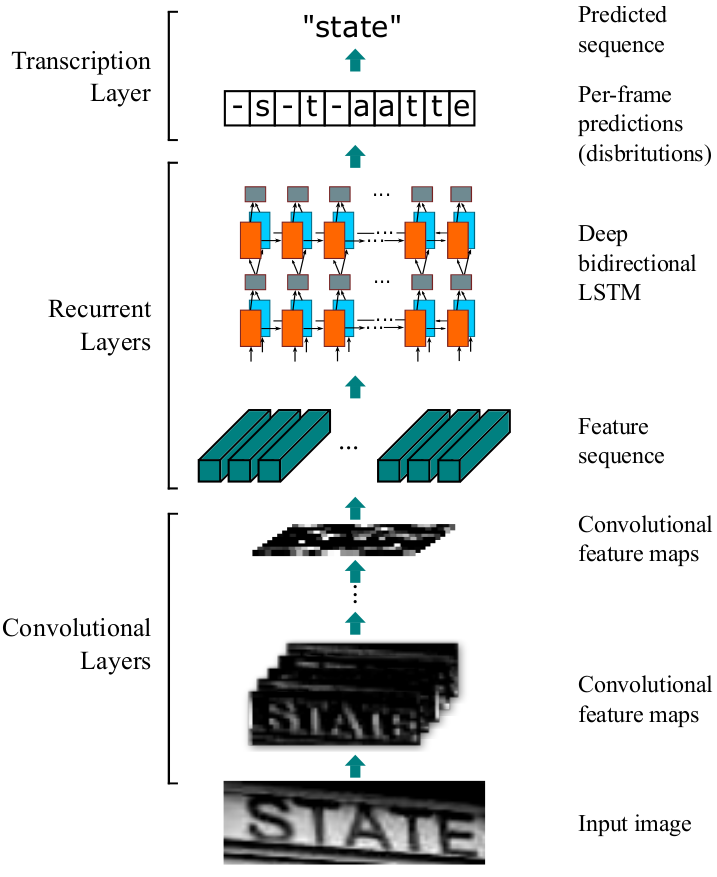 "state"
Predicted
sequence
Transcription
Layer
- s - t - a a t t e
Per-frame
predictions
(disbritutions)
...
...
...
...
Deep
bidirectional
LSTM
Recurrent
Layers
...
Feature
sequence
Convolutional
feature maps
...
Convolutional
Layers
STATE
Convolutional
feature maps
STATE
Input image